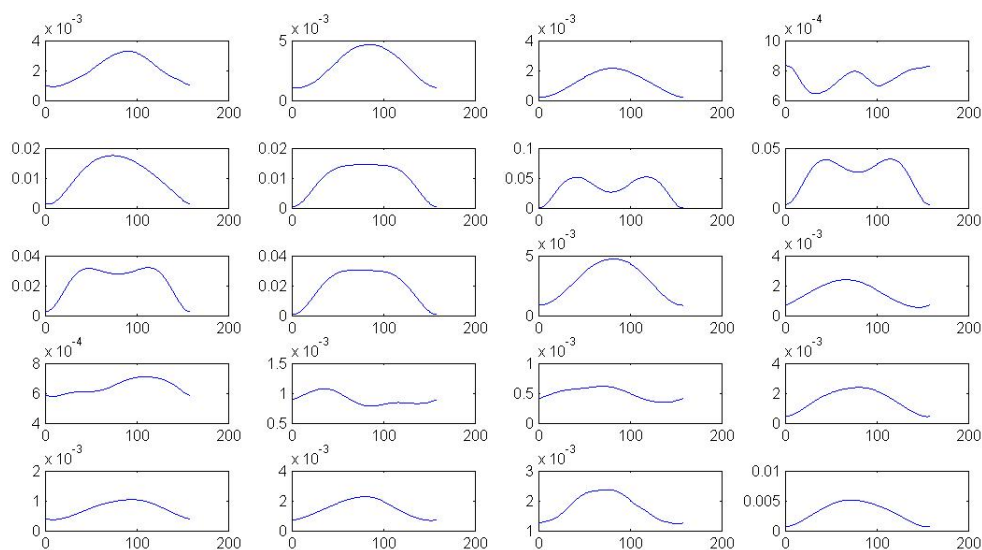 x 10^-3 x 10^-3 x 10^-3 x 10^-4
4 5 4 10
2 2 8
0 0 0 6
0 100 200 0 100 200 0 100 200 0 100 200
0.02 0.02 0.1 0.05
0.01 0.01 0.05
0 0 0 0
0 100 200 0 100 200 0 100 200 0 100 200
x 10^-3 x 10^-3
0.04 0.04 5 4
0.02 0.02 2
0 0 0 0
0 100 200 0 100 200 0 100 200 0 100 200
x 10^-4 x 10^-3 x 10^-3 x 10^-3
8 1.5 1 4
6 1 0.5 2
4 0.5 0 0
0 100 200 0 100 200 0 100 200 0 100 200
x 10^-3 x 10^-3 x 10^-3
2 4 3 0.01
1 2 2 0.005
0 0 1 0
0 100 200 0 100 200 0 100 200 0 100 200